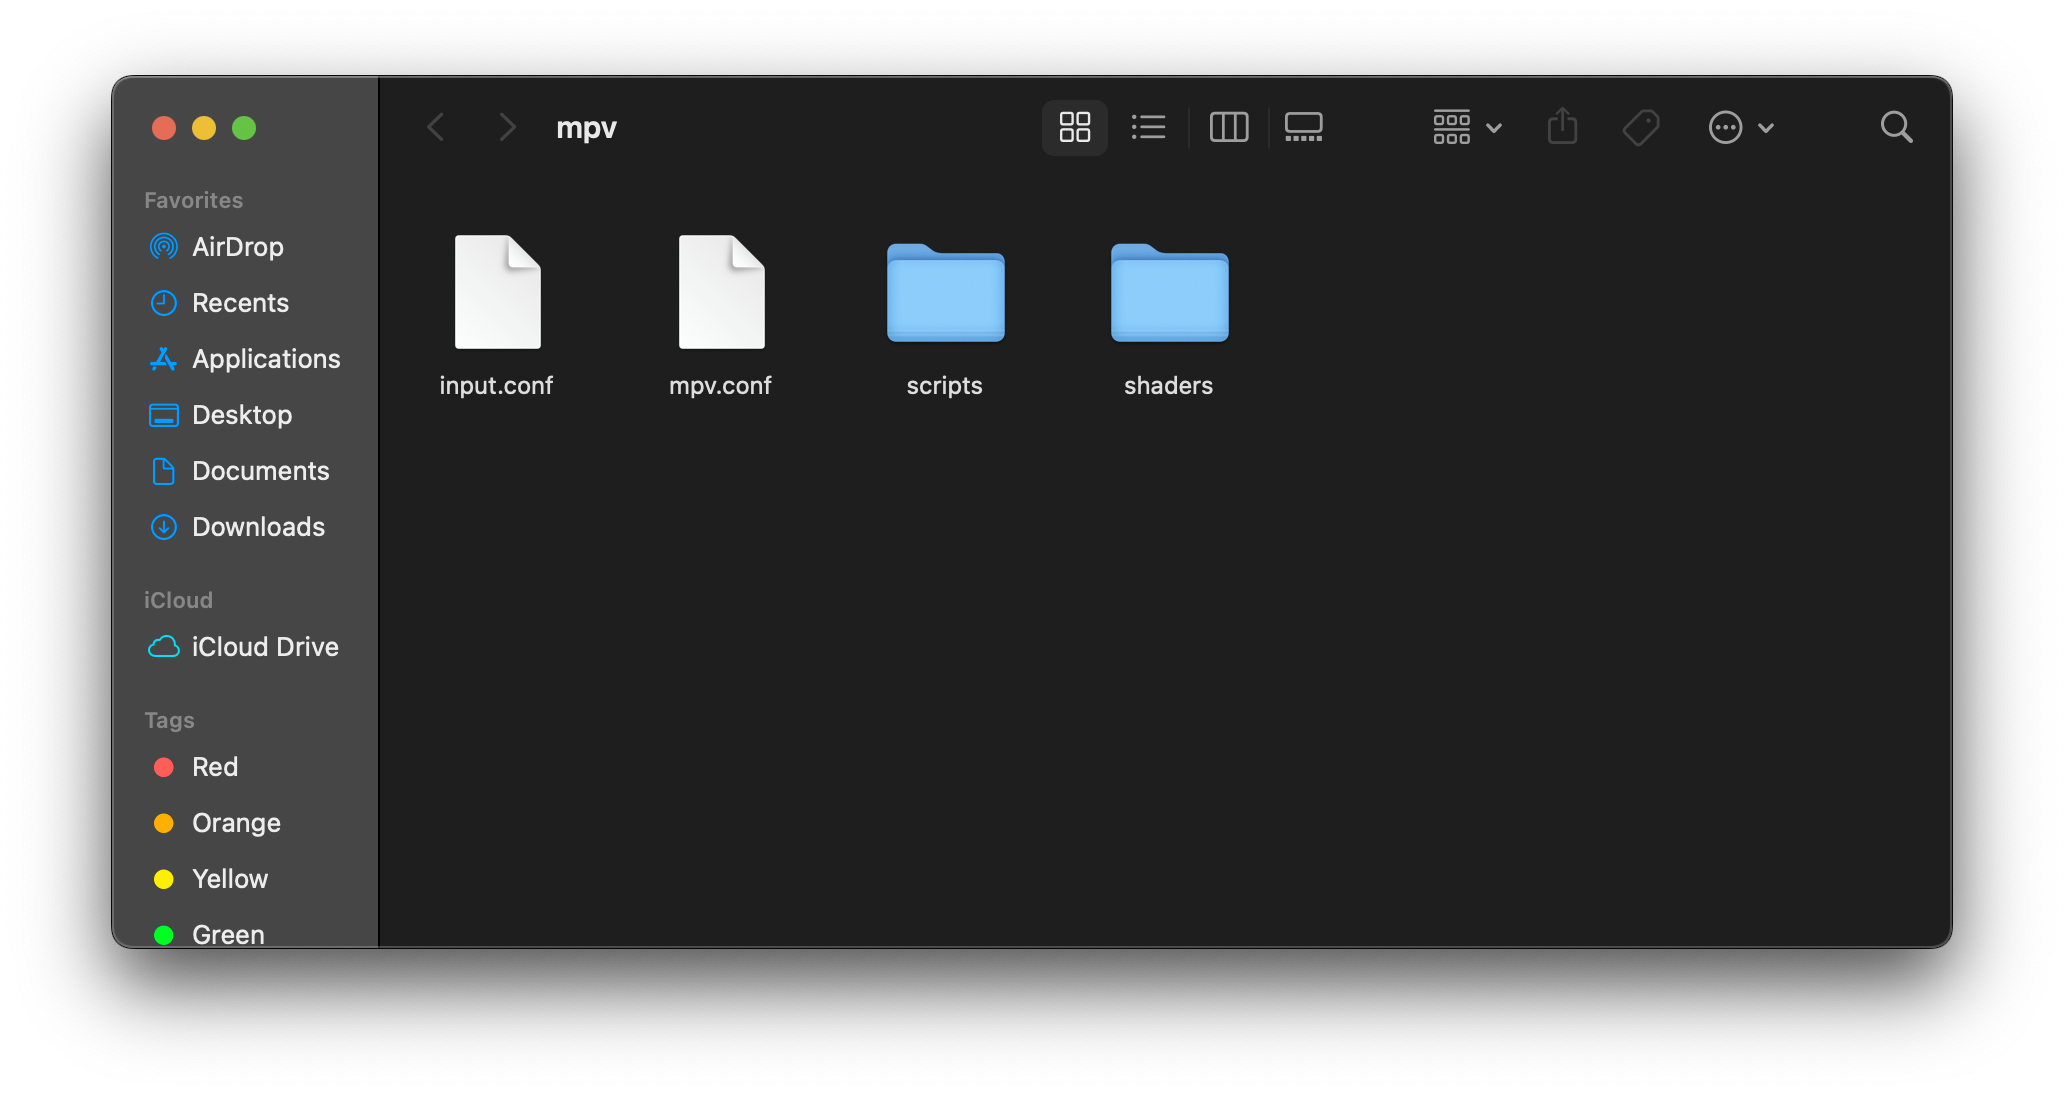 mpv
Favorites
AirDrop
Recents
Applications
Desktop
Documents
Downloads
iCloud
iCloud Drive
Tags
Red
Orange
Yellow
Green
input.conf
mpv.conf
scripts
shaders